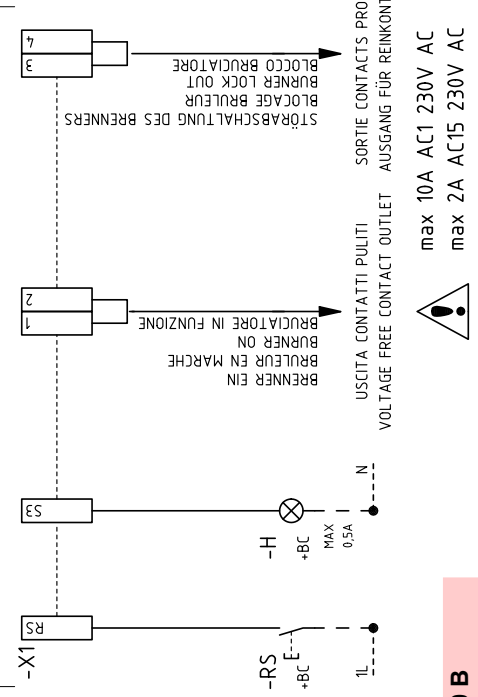 4
3
BLOCCO BRUCIATORE
BURNER LOCK OUT
BLOCAGE BRULEUR
STÖRABSCHALTUNG DES BRENNERS
SORTIE CONTACTS PRO
AUSGANG FÜR REINKONT
max 10A AC1 230V AC
max 2A AC15 230V AC
2
1
BRUCIATORE IN FUNZIONE
BURNER ON
BRULEUR EN MARCHE
BRENNER EIN
USCITA CONTATTI PULITI
VOLTAGE FREE CONTACT OUTLET
S3
-H
+BC
MAX
0,5A
N
-X1
RS
-RS
+BC
1L
B